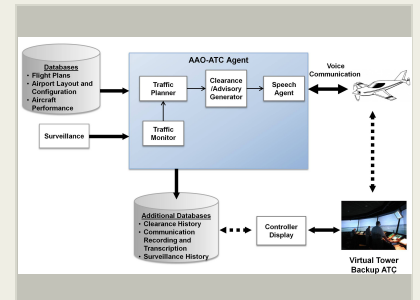 Databases
• Flight Plans
• Airport Layout and
Configuration
• Aircraft
Performance
Surveillance
AAO-ATC Agent
Traffic
Planner
Clearance
/Advisory
Generator
Speech
Agent
Traffic
Monitor
Voice
Communication
Additional Databases
• Clearance History
• Communication
Recording and
Transcription
• Surveillance History
Controller
Display
Virtual Tower
Backup ATC